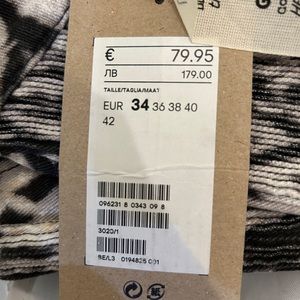 € 79.95
ЛВ 179.00
TAILLE/TAGLIA/MAAT
EUR 34 36 38 40
42
096231 8 0343 09 8
3020/1
BE/L3 0194825 001